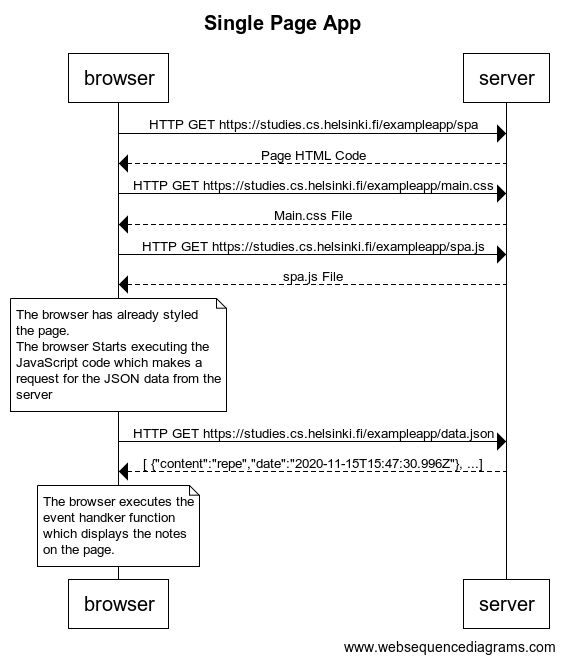 Single Page App
browser
server
HTTP GET https://studies.cs.helsinki.fi/exampleapp/spa
Page HTML Code
HTTP GET https://studies.cs.helsinki.fi/exampleapp/main.css
Main.css File
HTTP GET https://studies.cs.helsinki.fi/exampleapp/spa.js
spa.js File
The browser has already styled
the page.
The browser Starts executing the
JavaScript code which makes a
request for the JSON data from the
server
HTTP GET https://studies.cs.helsinki.fi/exampleapp/data.json
[ {"content":"repe","date":"2020-11-15T15:47:30.996Z"}, ...]
The browser executes the
event handker function
which displays the notes
on the page.
browser
server
www.websequencediagrams.com